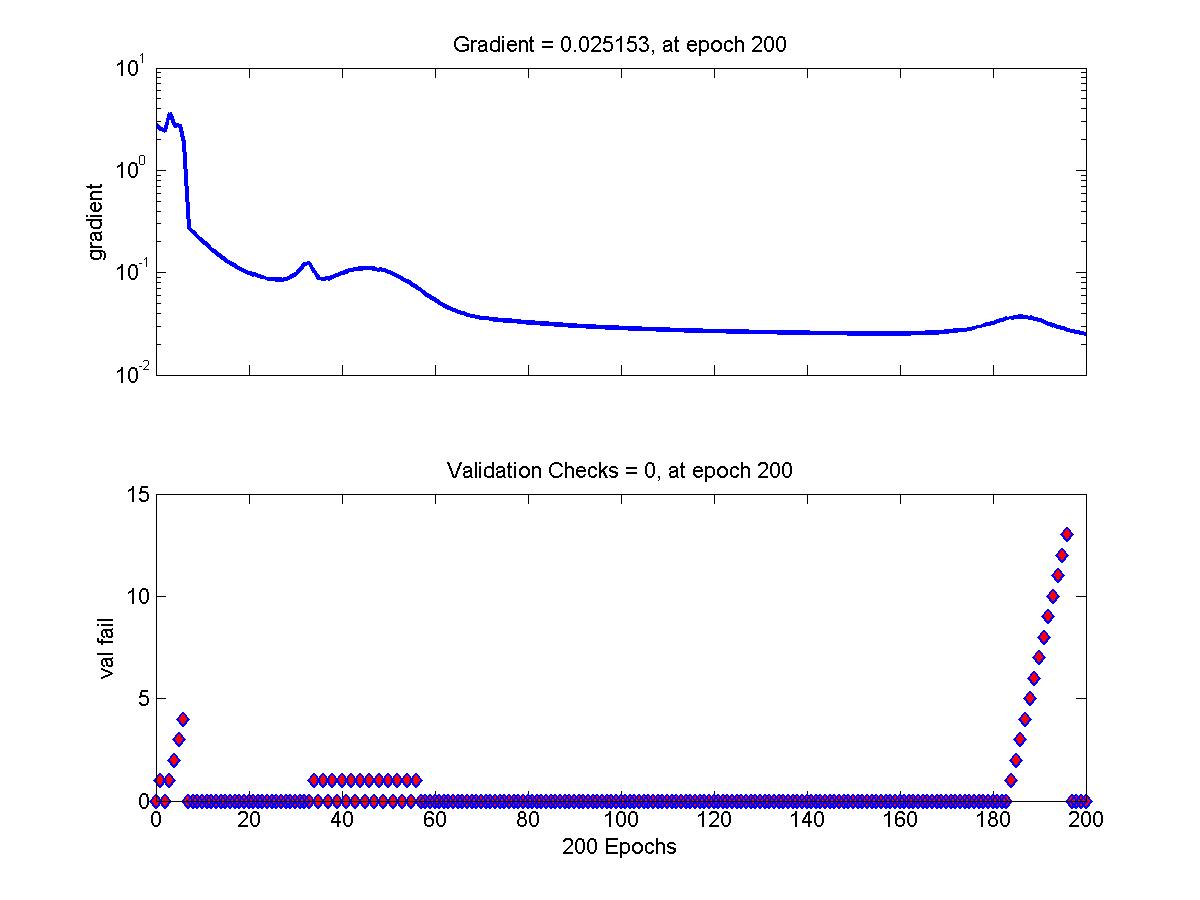 Gradient = 0.025153, at epoch 200
10^1
10^0
10^-1
10^-2
gradient
Validation Checks = 0, at epoch 200
15
10
5
0
val fail
0 20 40 60 80 100 120 140 160 180 200
200 Epochs